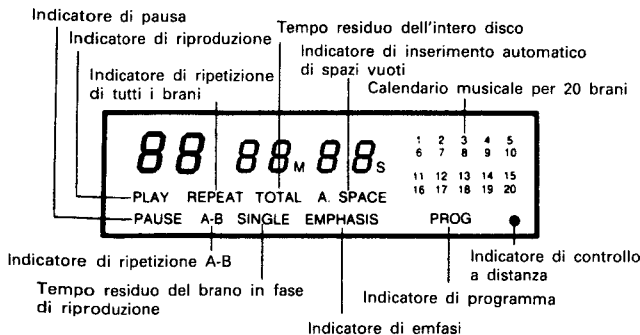 Indicatore di pausa
Indicatore di riproduzione
Tempo residuo dell'intero disco
Indicatore di inserimento automatico
di spazi vuoti
Indicatore di ripetizione
di tutti i brani
Calendario musicale per 20 brani
88 88M 88S
1 2 3 4 5
6 7 8 9 10
11 12 13 14 15
16 17 18 19 20
PLAY REPEAT TOTAL A. SPACE
PAUSE A-B SINGLE EMPHASIS PROG
Indicatore di ripetizione A-B
Tempo residuo del brano in fase
di riproduzione
Indicatore di controllo
a distanza
Indicatore di programma
Indicatore di emfasi